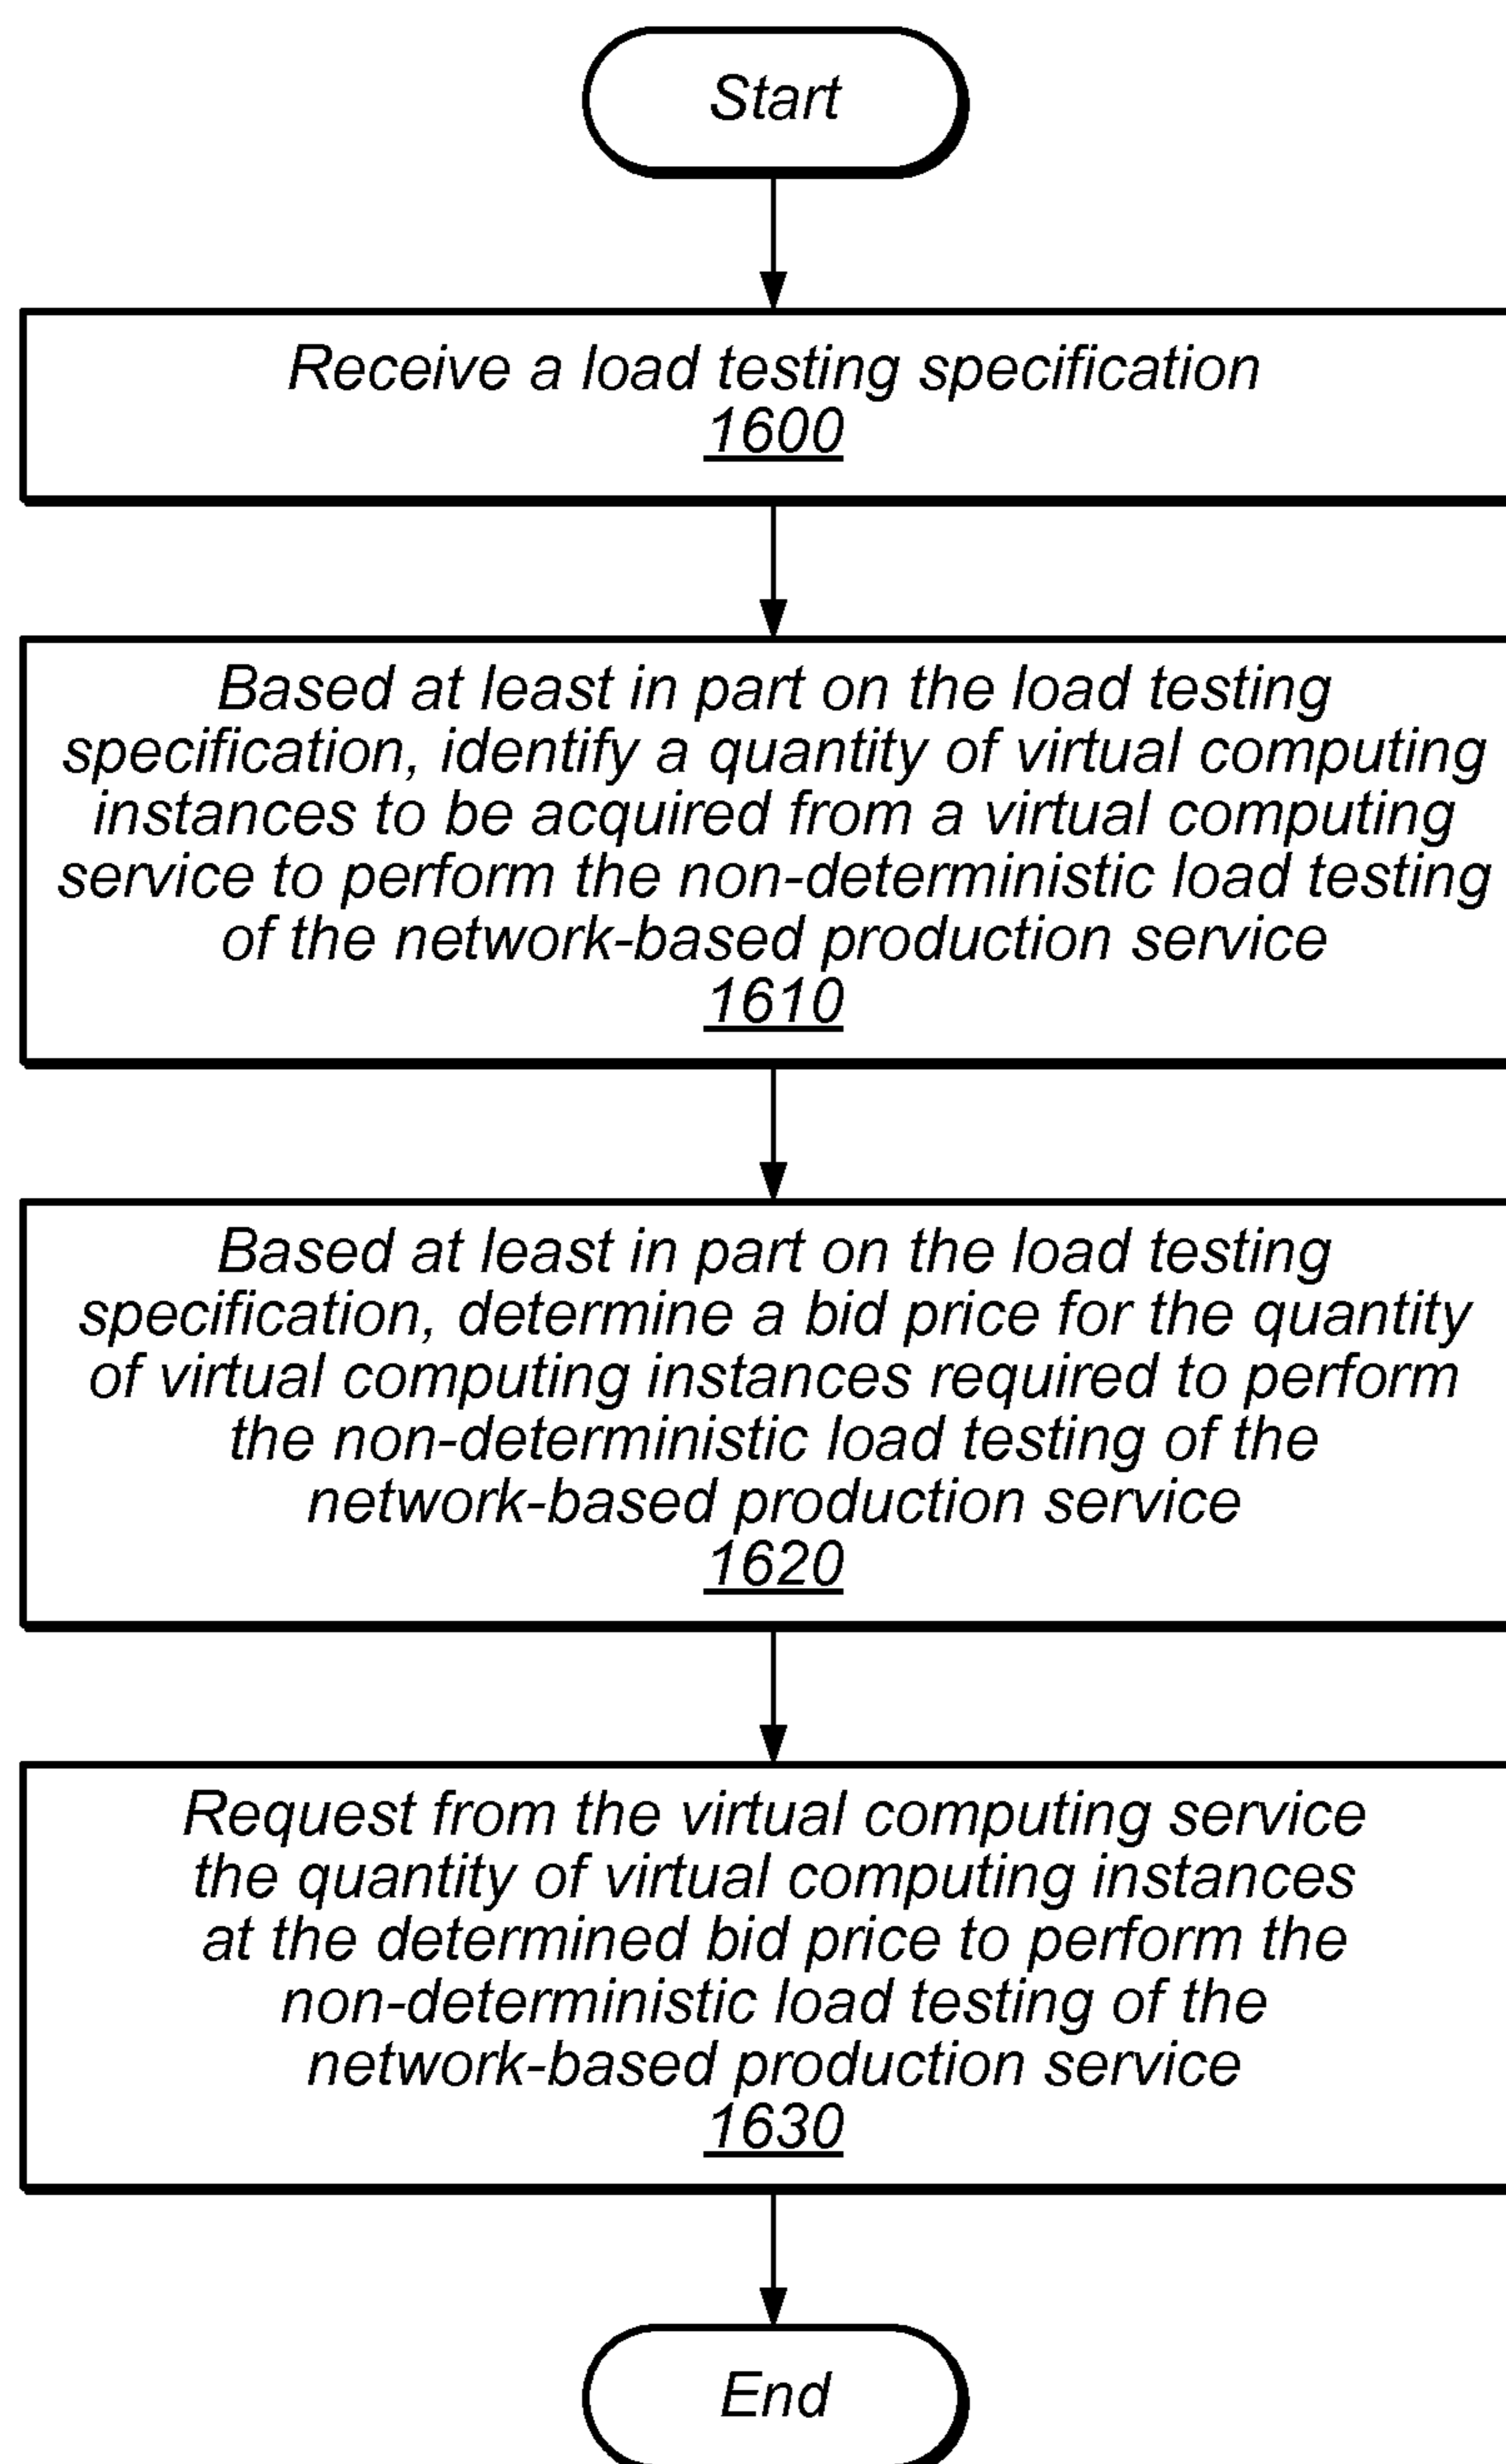 Start
Receive a load testing specification
1600
Based at least in part on the load testing
specification, identify a quantity of virtual computing
instances to be acquired from a virtual computing
service to perform the non-deterministic load testing
of the network-based production service
1610
Based at least in part on the load testing
specification, determine a bid price for the quantity
of virtual computing instances required to perform
the non-deterministic load testing of the
network-based production service
1620
Request from the virtual computing service
the quantity of virtual computing instances
at the determined bid price to perform the
non-deterministic load testing of the
network-based production service
1630
End